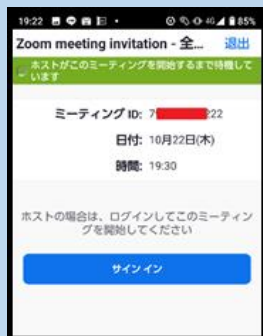 19:22 4G 85%
Zoom meeting invitation - 全... 退出
ホストがこのミーティングを開始するまで待機して
います
ミーティング ID: 7 222
日付: 10月22日(木)
時間: 19:30
ホストの場合は、ログインしてこのミーティン
グを開始してください
サインイン